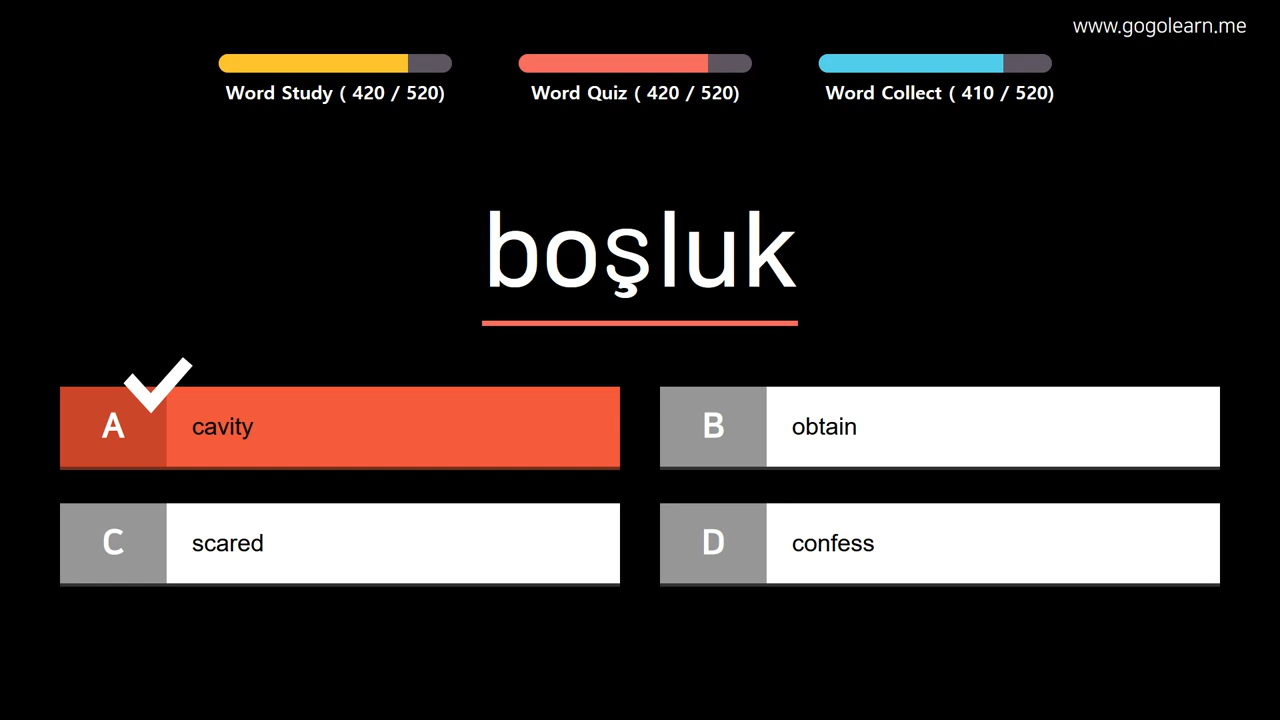 www.gogolearn.me
Word Study ( 420 / 520)
Word Quiz ( 420 / 520)
Word Collect ( 410 / 520)
boşluk
A cavity
B obtain
C scared
D confess